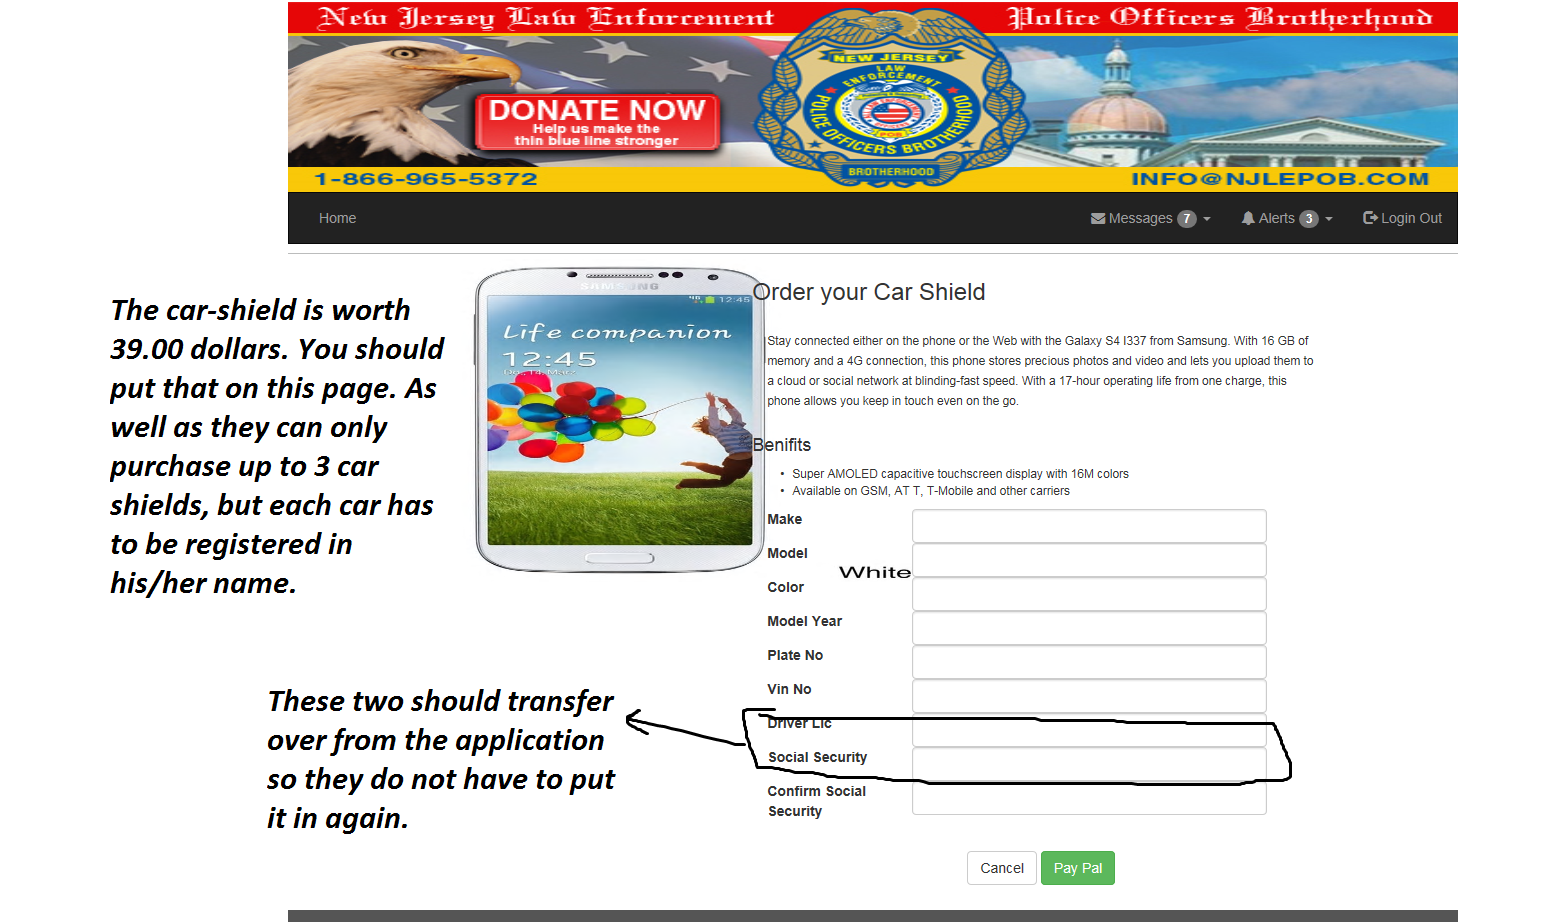 New Jersey Law Enforcement
Police Officers Brotherhood
DONATE NOW
Help us make the
thin blue line stronger
NEW JERSEY
LAW
ENFORCEMENT
POLICE OFFICERS BROTHERHOOD
POB
BROTHERHOOD
1-866-965-5372
INFO@NJLEPOB.COM
Home
Messages 7
Alerts 3
Login Out
The car-shield is worth
39.00 dollars. You should
put that on this page. As
well as they can only
purchase up to 3 car
shields, but each car has
to be registered in
his/her name.
SAMSUNG
4G 12:45
Life companion
12:45
Do., 14. März
Order your Car Shield
Stay connected either on the phone or the Web with the Galaxy S4 I337 from Samsung. With 16 GB of
memory and a 4G connection, this phone stores precious photos and video and lets you upload them to
a cloud or social network at blinding-fast speed. With a 17-hour operating life from one charge, this
phone allows you keep in touch even on the go.
Benifits
• Super AMOLED capacitive touchscreen display with 16M colors
• Available on GSM, AT T, T-Mobile and other carriers
Make
Model
White
Color
Model Year
Plate No
Vin No
Driver Lic
Social Security
Confirm Social
Security
These two should transfer
over from the application
so they do not have to put
it in again.
Cancel
Pay Pal